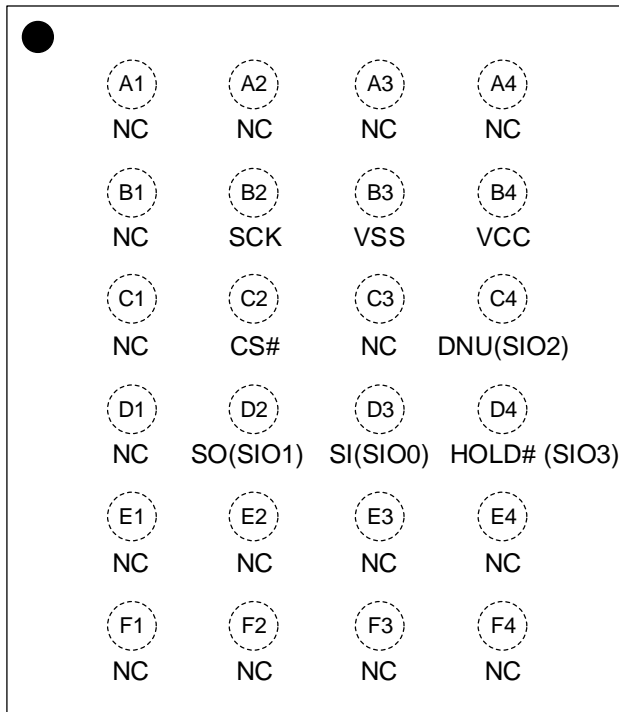 A1 A2 A3 A4
NC NC NC NC
B1 B2 B3 B4
NC SCK VSS VCC
C1 C2 C3 C4
NC CS# NC DNU(SIO2)
D1 D2 D3 D4
NC SO(SIO1) SI(SIO0) HOLD# (SIO3)
E1 E2 E3 E4
NC NC NC NC
F1 F2 F3 F4
NC NC NC NC